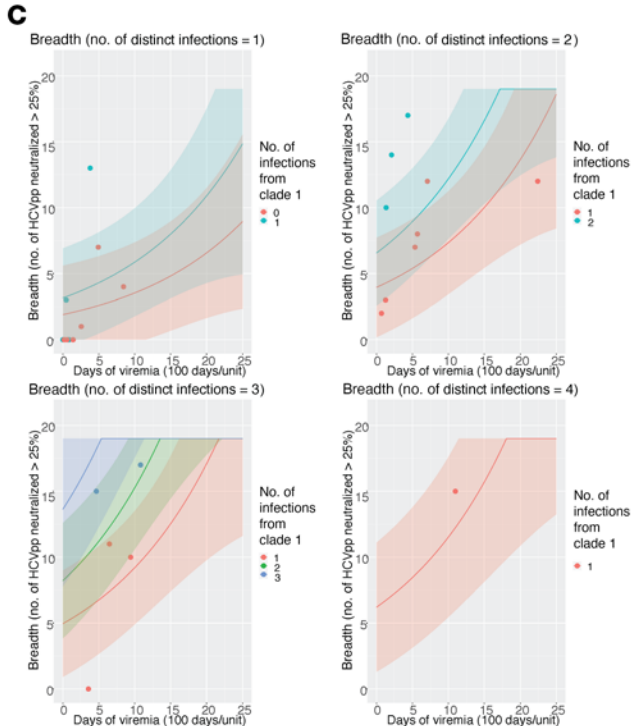 c
Breadth (no. of distinct infections = 1)
Breadth (no. of HCVpp neutralized > 25%)
20
15
10
5
0
0 5 10 15 20 25
Days of viremia (100 days/unit)
No. of
infections
from
clade 1
0
1
Breadth (no. of distinct infections = 2)
Breadth (no. of HCVpp neutralized > 25%)
20
15
10
5
0
0 5 10 15 20 25
Days of viremia (100 days/unit)
No. of
infections
from
clade 1
1
2
Breadth (no. of distinct infections = 3)
Breadth (no. of HCVpp neutralized > 25%)
20
15
10
5
0
0 5 10 15 20 25
Days of viremia (100 days/unit)
No. of
infections
from
clade 1
1
2
3
Breadth (no. of distinct infections = 4)
Breadth (no. of HCVpp neutralized > 25%)
20
15
10
5
0
0 5 10 15 20 25
Days of viremia (100 days/unit)
No. of
infections
from
clade 1
1